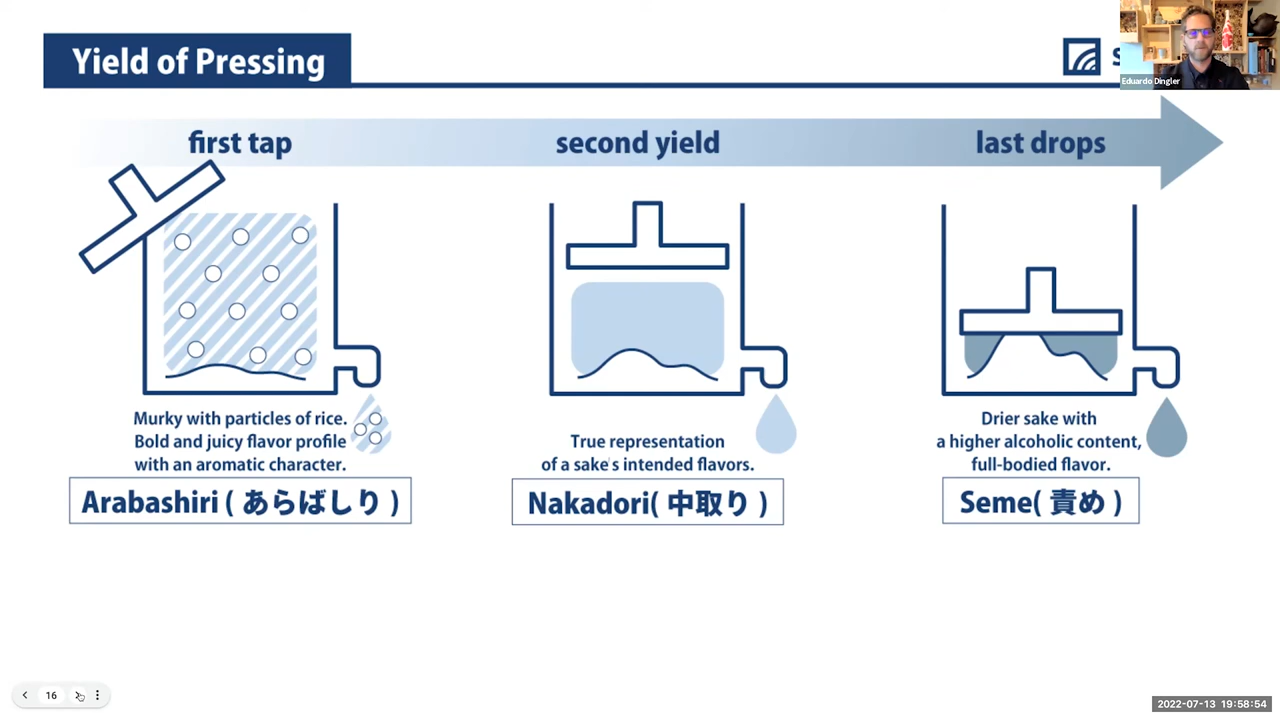 Yield of Pressing
Eduardo Dingler
first tap
second yield
last drops
Murky with particles of rice.
Bold and juicy flavor profile
with an aromatic character.
Arabashiri ( あらばしり )
True representation
of a sake's intended flavors.
Nakadori( 中取り )
Drier sake with
a higher alcoholic content,
full-bodied flavor.
Seme( 責め )
16
2022-07-13 19:58:54